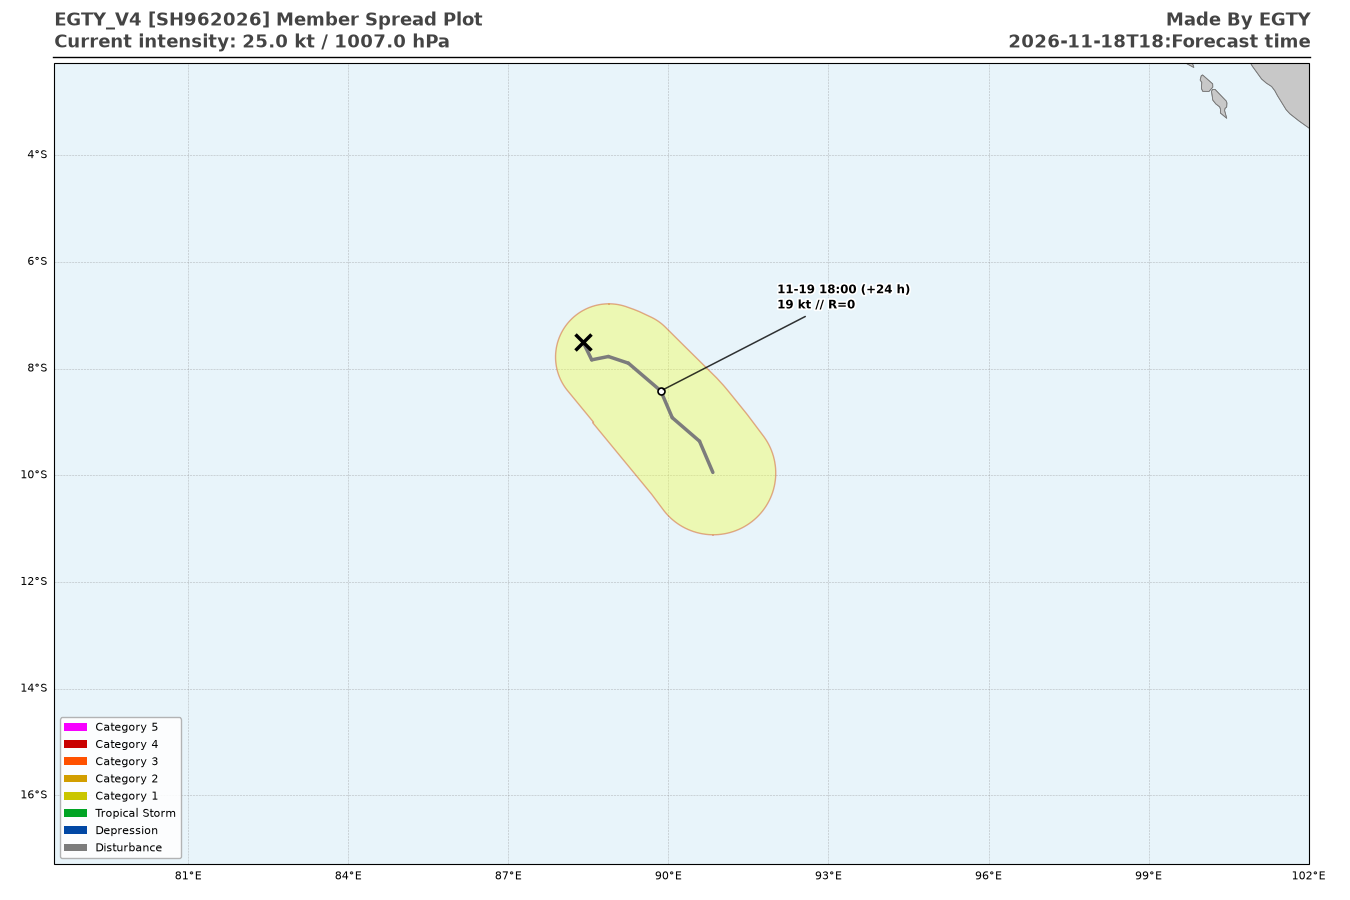 EGTY_V4 [SH962026] Member Spread Plot
Current intensity: 25.0 kt / 1007.0 hPa
Made By EGTY
2026-11-18T18:Forecast time
4°S
6°S
8°S
10°S
12°S
14°S
16°S
11-19 18:00 (+24 h)
19 kt // R=0
Category 5
Category 4
Category 3
Category 2
Category 1
Tropical Storm
Depression
Disturbance
81°E
84°E
87°E
90°E
93°E
96°E
99°E
102°E